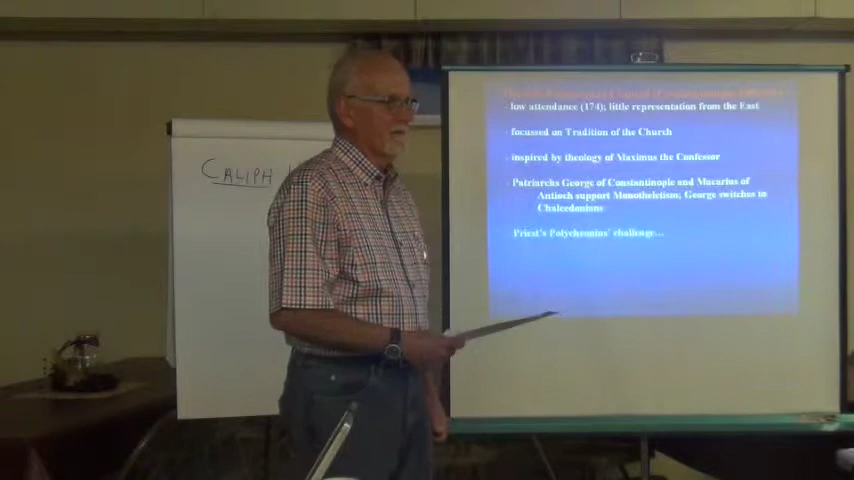 CALIPH
low attendance (174); little representation from the East
focussed on Tradition of the Church
inspired by theology of Maximus the Confessor
Patriarchs George of Constantinople and Macarius of
Antioch support Monotheletism; George switches to
Chalcedonians
Priest's Polychronius' challenge...